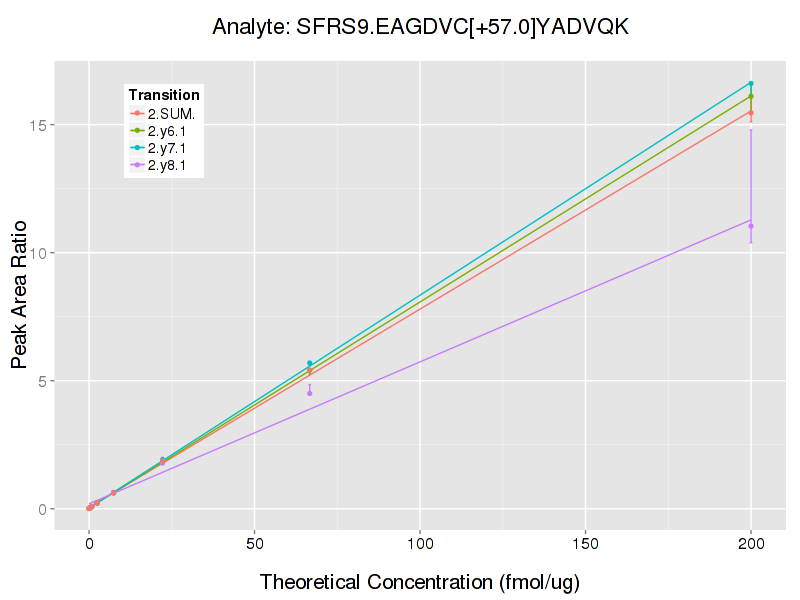 Analyte: SFRS9.EAGDVC[+57.0]YADVQK
Transition
2.SUM.
2.y6.1
2.y7.1
2.y8.1
15
10
5
0
Peak Area Ratio
0 50 100 150 200
Theoretical Concentration (fmol/ug)